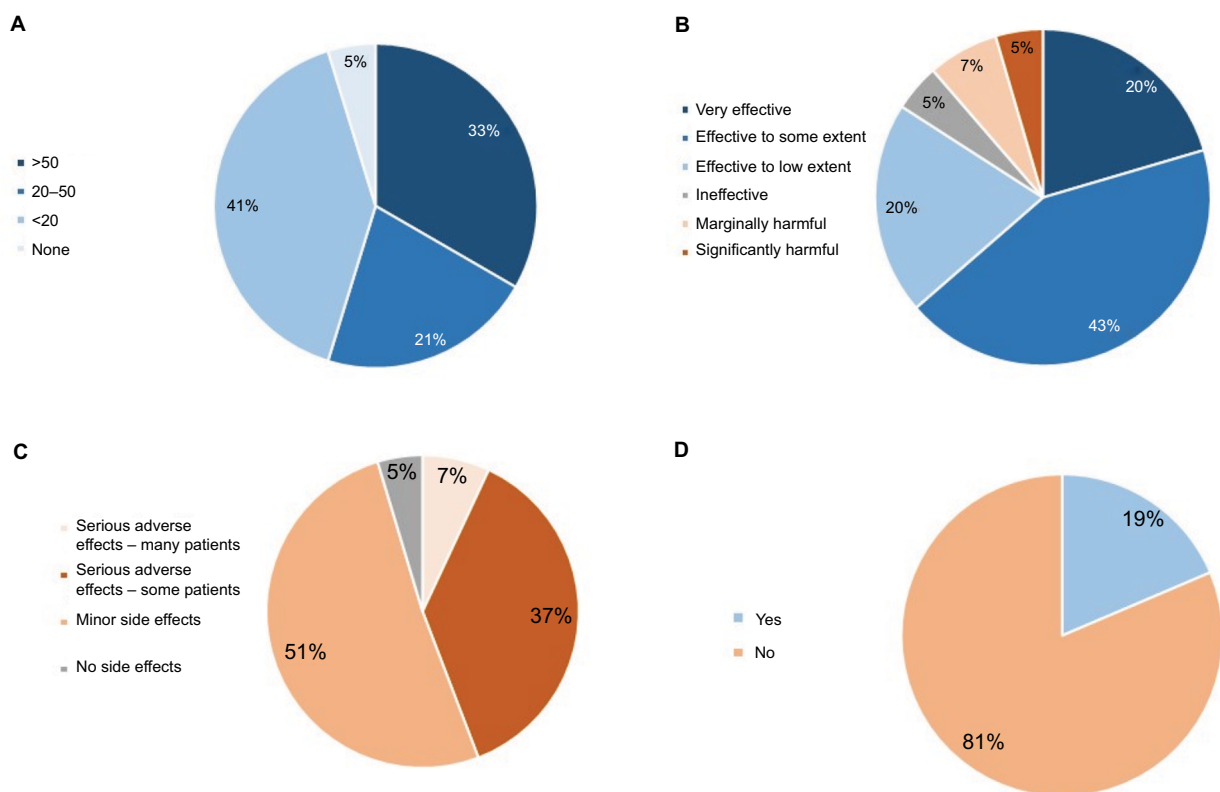 A
5%
33%
41%
21%
>50
20–50
<20
None
B
5%
7%
5%
20%
20%
43%
Very effective
Effective to some extent
Effective to low extent
Ineffective
Marginally harmful
Significantly harmful
C
5%
7%
37%
51%
Serious adverse
effects – many patients
Serious adverse
effects – some patients
Minor side effects
No side effects
D
19%
81%
Yes
No